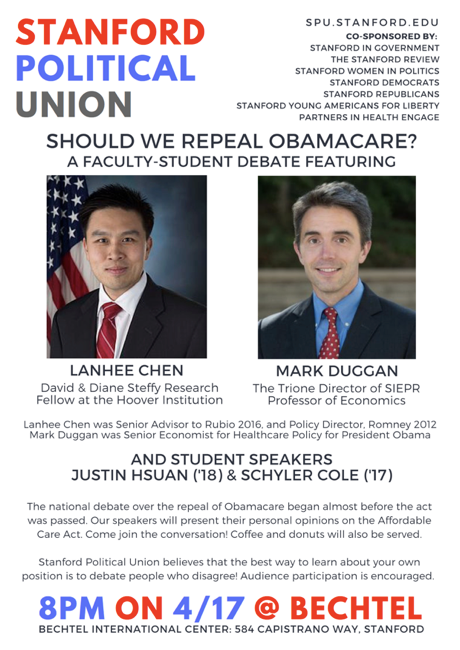 STANFORD
POLITICAL
UNION
SPU.STANFORD.EDU
CO-SPONSORED BY:
STANFORD IN GOVERNMENT
THE STANFORD REVIEW
STANFORD WOMEN IN POLITICS
STANFORD DEMOCRATS
STANFORD REPUBLICANS
STANFORD YOUNG AMERICANS FOR LIBERTY
PARTNERS IN HEALTH ENGAGE
SHOULD WE REPEAL OBAMACARE?
A FACULTY-STUDENT DEBATE FEATURING
LANHEE CHEN
David & Diane Steffy Research
Fellow at the Hoover Institution
MARK DUGGAN
The Trione Director of SIEPR
Professor of Economics
Lanhee Chen was Senior Advisor to Rubio 2016, and Policy Director, Romney 2012
Mark Duggan was Senior Economist for Healthcare Policy for President Obama
AND STUDENT SPEAKERS
JUSTIN HSUAN ('18) & SCHYLER COLE ('17)
The national debate over the repeal of Obamacare began almost before the act
was passed. Our speakers will present their personal opinions on the Affordable
Care Act. Come join the conversation! Coffee and donuts will also be served.
Stanford Political Union believes that the best way to learn about your own
position is to debate people who disagree! Audience participation is encouraged.
8PM ON 4/17 @ BECHTEL
BECHTEL INTERNATIONAL CENTER: 584 CAPISTRANO WAY, STANFORD